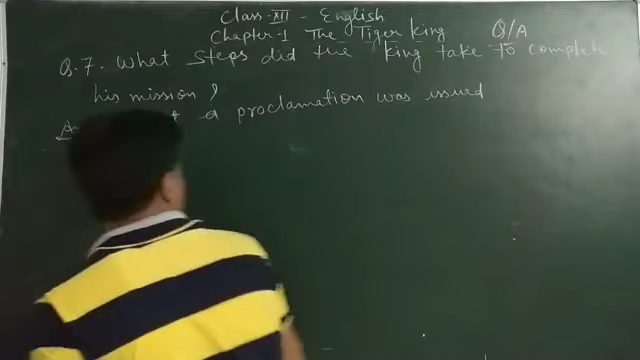 Class-XII - English
Chapter-1 The Tiger King Q/A
Q.7. What steps did the king take to complete
his mission?
a proclamation was issued